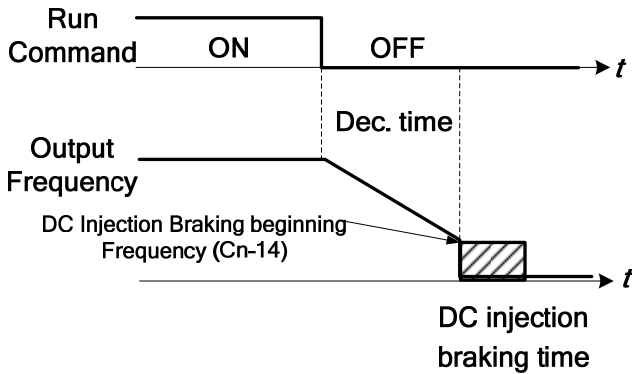 Run
Command
ON
OFF
t
Dec. time
Output
Frequency
DC Injection Braking beginning
Frequency (Cn-14)
t
DC injection
braking time